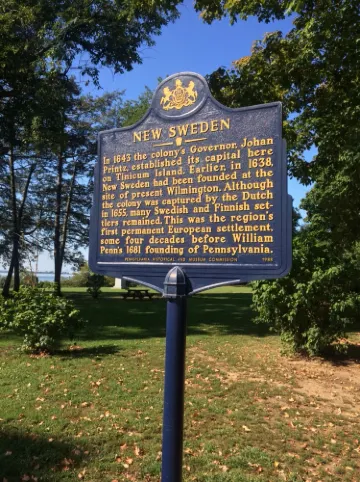 NEW SWEDEN
In 1643 the colony's Governor, Johan
Printz, established its capital here
on Tinicum Island. Earlier, in 1638,
New Sweden had been founded at the
site of present Wilmington. Although
the colony was captured by the Dutch
in 1655, many Swedish and Finnish set-
tlers remained. This was the region's
first permanent European settlement,
some four decades before William
Penn's 1681 founding of Pennsylvania.
PENNSYLVANIA HISTORICAL AND MUSEUM COMMISSION 1988